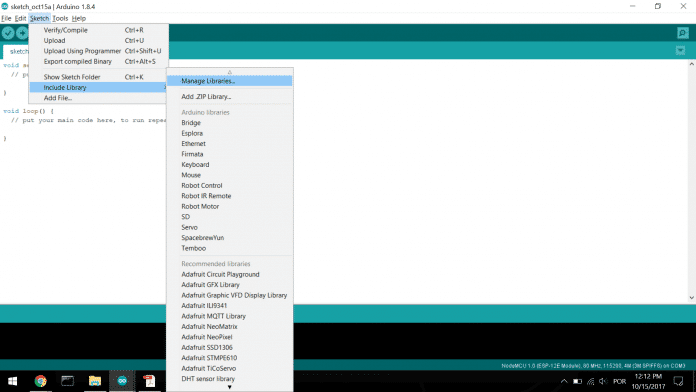 sketch_oct15a | Arduino 1.8.4
File Edit Sketch Tools Help
Verify/Compile Ctrl+R
Upload Ctrl+U
Upload Using Programmer Ctrl+Shift+U
Export compiled Binary Ctrl+Alt+S
Show Sketch Folder Ctrl+K
Include Library
Add File...
sketch
void se
// pu
}
void loop() {
// put your main code here, to run repea
}
Manage Libraries...
Add .ZIP Library...
Arduino libraries
Bridge
Esplora
Ethernet
Firmata
Keyboard
Mouse
Robot Control
Robot IR Remote
Robot Motor
SD
Servo
SpacebrewYun
Temboo
Recommended libraries
Adafruit Circuit Playground
Adafruit GFX Library
Adafruit Graphic VFD Display Library
Adafruit ILI9341
Adafruit MQTT Library
Adafruit NeoMatrix
Adafruit NeoPixel
Adafruit SSD1306
Adafruit STMPE610
Adafruit TiCoServo
DHT sensor library
NodeMCU 1.0 (ESP-12E Module), 80 MHz, 115200, 4M (3M SPIFFS) on COM3
POR
12:12 PM
10/15/2017